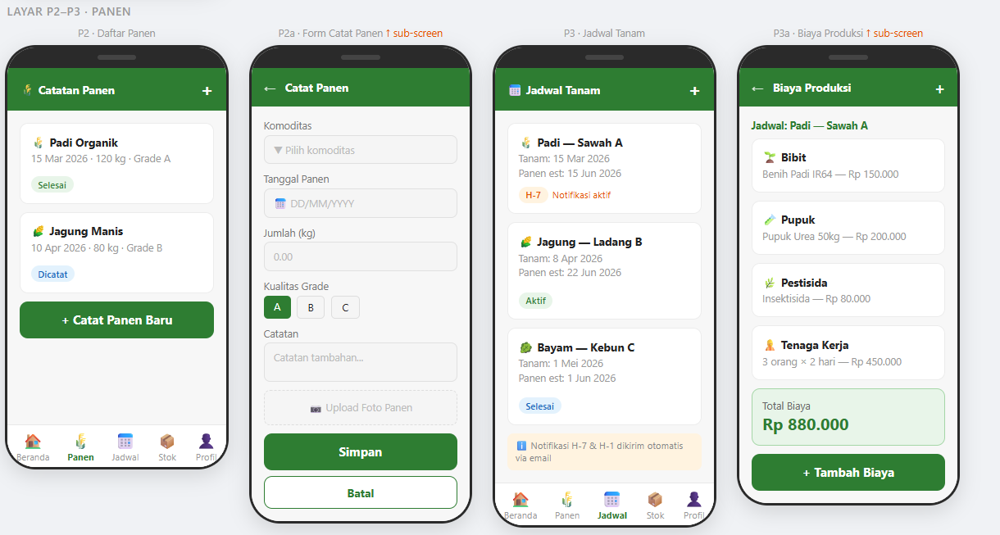 LAYAR P2–P3 · PANEN
P2 · Daftar Panen
Catatan Panen
+
Padi Organik
15 Mar 2026 · 120 kg · Grade A
Selesai
Jagung Manis
10 Apr 2026 · 80 kg · Grade B
Dicatat
+ Catat Panen Baru
Beranda
Panen
Jadwal
Stok
Profil
P2a · Form Catat Panen ↑ sub-screen
← Catat Panen
Komoditas
▼ Pilih komoditas
Tanggal Panen
DD/MM/YYYY
Jumlah (kg)
0.00
Kualitas Grade
A
B
C
Catatan
Catatan tambahan...
Upload Foto Panen
Simpan
Batal
P3 · Jadwal Tanam
Jadwal Tanam
+
Padi — Sawah A
Tanam: 15 Mar 2026
Panen est: 15 Jun 2026
H-7 Notifikasi aktif
Jagung — Ladang B
Tanam: 8 Apr 2026
Panen est: 22 Jun 2026
Aktif
Bayam — Kebun C
Tanam: 1 Mei 2026
Panen est: 1 Jun 2026
Selesai
Notifikasi H-7 & H-1 dikirim otomatis
via email
Beranda
Panen
Jadwal
Stok
Profil
P3a · Biaya Produksi ↑ sub-screen
← Biaya Produksi
+
Jadwal: Padi — Sawah A
Bibit
Benih Padi IR64 — Rp 150.000
Pupuk
Pupuk Urea 50kg — Rp 200.000
Pestisida
Insektisida — Rp 80.000
Tenaga Kerja
3 orang × 2 hari — Rp 450.000
Total Biaya
Rp 880.000
+ Tambah Biaya